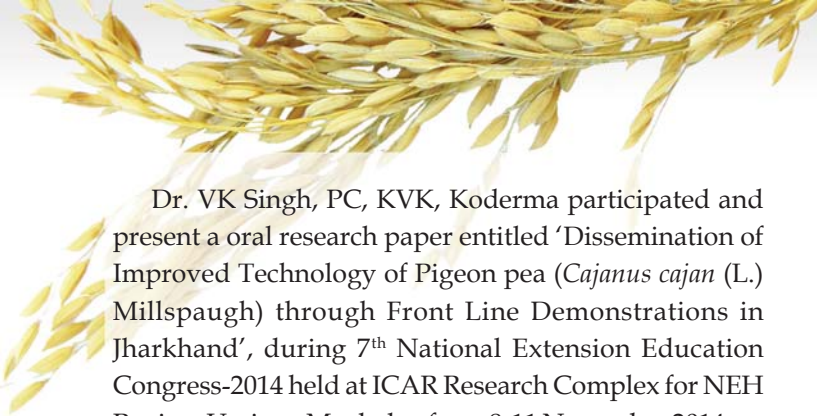 Dr. VK Singh, PC, KVK, Koderma participated and
present a oral research paper entitled ‘Dissemination of
Improved Technology of Pigeon pea (Cajanus cajan (L.)
Millspaugh) through Front Line Demonstrations in
Jharkhand’, during 7th National Extension Education
Congress-2014 held at ICAR Research Complex for NEH